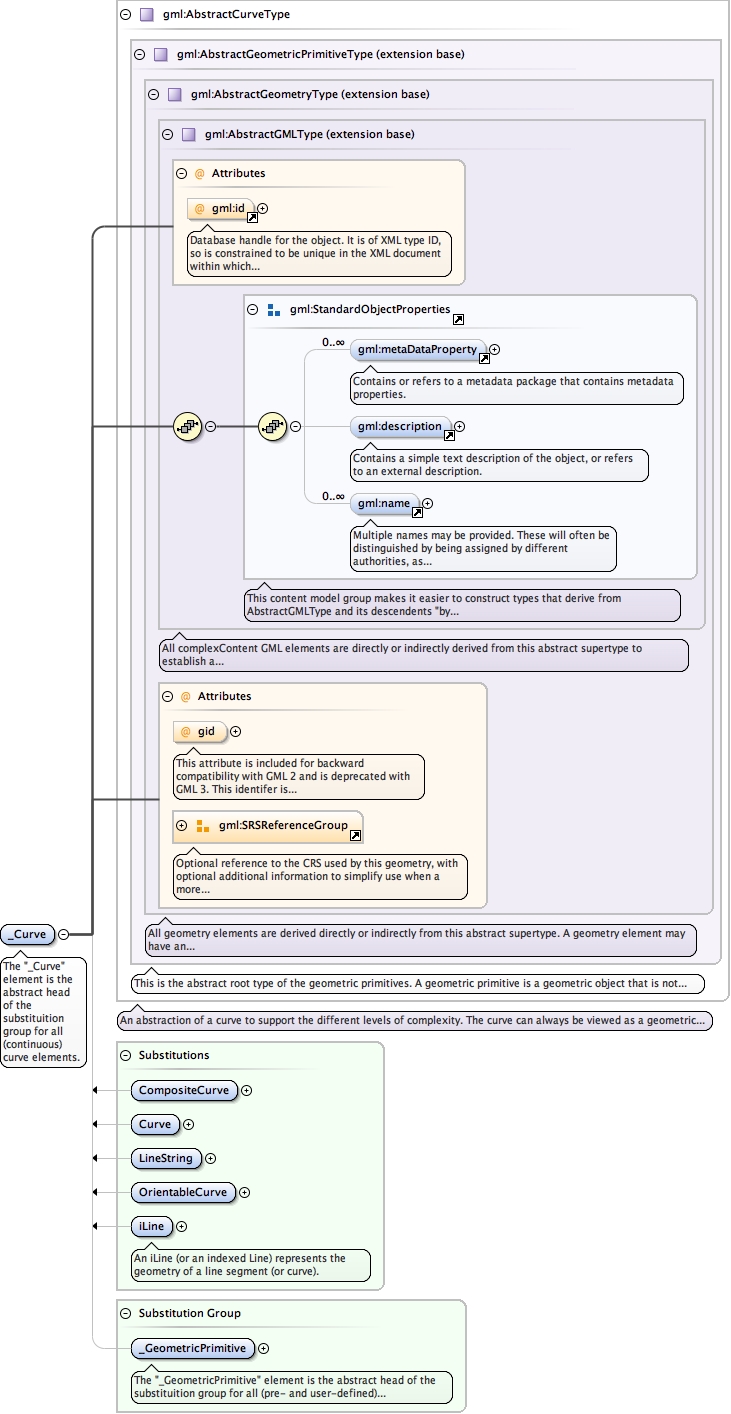 gml:AbstractCurveType
gml:AbstractGeometricPrimitiveType (extension base)
gml:AbstractGeometryType (extension base)
gml:AbstractGMLType (extension base)
@ Attributes
@ gml:id
Database handle for the object. It is of XML type ID,
so is constrained to be unique in the XML document
within which...
gml:StandardObjectProperties
0..∞
gml:metaDataProperty
Contains or refers to a metadata package that contains metadata
properties.
gml:description
Contains a simple text description of the object, or refers
to an external description.
0..∞
gml:name
Multiple names may be provided. These will often be
distinguished by being assigned by different
authorities, as...
This content model group makes it easier to construct types that derive from
AbstractGMLType and its descendents "by...
All complexContent GML elements are directly or indirectly derived from this abstract supertype to
establish a...
@ Attributes
@ gid
This attribute is included for backward
compatibility with GML 2 and is deprecated with
GML 3. This identifer is...
gml:SRSReferenceGroup
Optional reference to the CRS used by this geometry, with
optional additional information to simplify use when a
more...
All geometry elements are derived directly or indirectly from this abstract supertype. A geometry element may
have an...
This is the abstract root type of the geometric primitives. A geometric primitive is a geometric object that is not...
An abstraction of a curve to support the different levels of complexity. The curve can always be viewed as a geometric...
_Curve
The "_Curve"
element is the
abstract head
of the
substituition
group for all
(continuous)
curve elements.
Substitutions
CompositeCurve
Curve
LineString
OrientableCurve
iLine
An iLine (or an indexed Line) represents the
geometry of a line segment (or curve).
Substitution Group
_GeometricPrimitive
The "_GeometricPrimitive" element is the abstract head of the
substituition group for all (pre- and user-defined)...